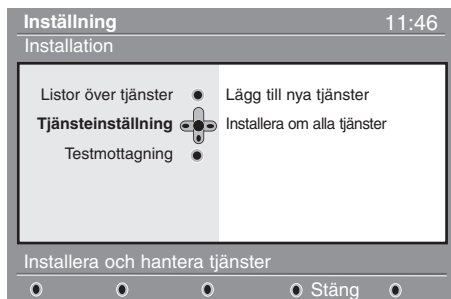 Inställning 11:46
Installation
Listor över tjänster Lägg till nya tjänster
Tjänsteinställning Installera om alla tjänster
Testmottagning
Installera och hantera tjänster
Stäng